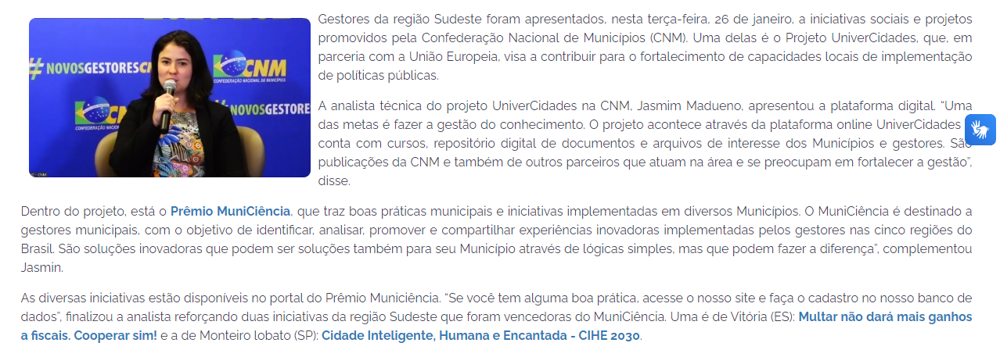 Gestores da região Sudeste foram apresentados, nesta terça-feira, 26 de janeiro, a iniciativas sociais e projetos
promovidos pela Confederação Nacional de Municípios (CNM). Uma delas é o Projeto UniverCidades, que, em
parceria com a União Europeia, visa a contribuir para o fortalecimento de capacidades locais de implementação
de políticas públicas.
#NOVOSGESTORESCN
CNM
CONFEDERAÇÃO NACIONAL DE MUNICÍPIOS
CN
CONFEDERAÇÃO NACIONAL DE
#NOVOSGESTORE
A analista técnica do projeto UniverCidades na CNM, Jasmim Madueno, apresentou a plataforma digital. “Uma
das metas é fazer a gestão do conhecimento. O projeto acontece através da plataforma online UniverCidades
conta com cursos, repositório digital de documentos e arquivos de interesse dos Municípios e gestores. São
publicações da CNM e também de outros parceiros que atuam na área e se preocupam em fortalecer a gestão”,
disse.
Dentro do projeto, está o Prêmio MuniCiência, que traz boas práticas municipais e iniciativas implementadas em diversos Municípios. O MuniCiência é destinado a
gestores municipais, com o objetivo de identificar, analisar, promover e compartilhar experiências inovadoras implementadas pelos gestores nas cinco regiões do
Brasil. São soluções inovadoras que podem ser soluções também para seu Município através de lógicas simples, mas que podem fazer a diferença”, complementou
Jasmin.
As diversas iniciativas estão disponíveis no portal do Prêmio Municiência. “Se você tem alguma boa prática, acesse o nosso site e faça o cadastro no nosso banco de
dados”, finalizou a analista reforçando duas iniciativas da região Sudeste que foram vencedoras do MuniCiência. Uma é de Vitória (ES): Multar não dará mais ganhos
a fiscais. Cooperar sim! e a de Monteiro lobato (SP): Cidade Inteligente, Humana e Encantada - CIHE 2030.